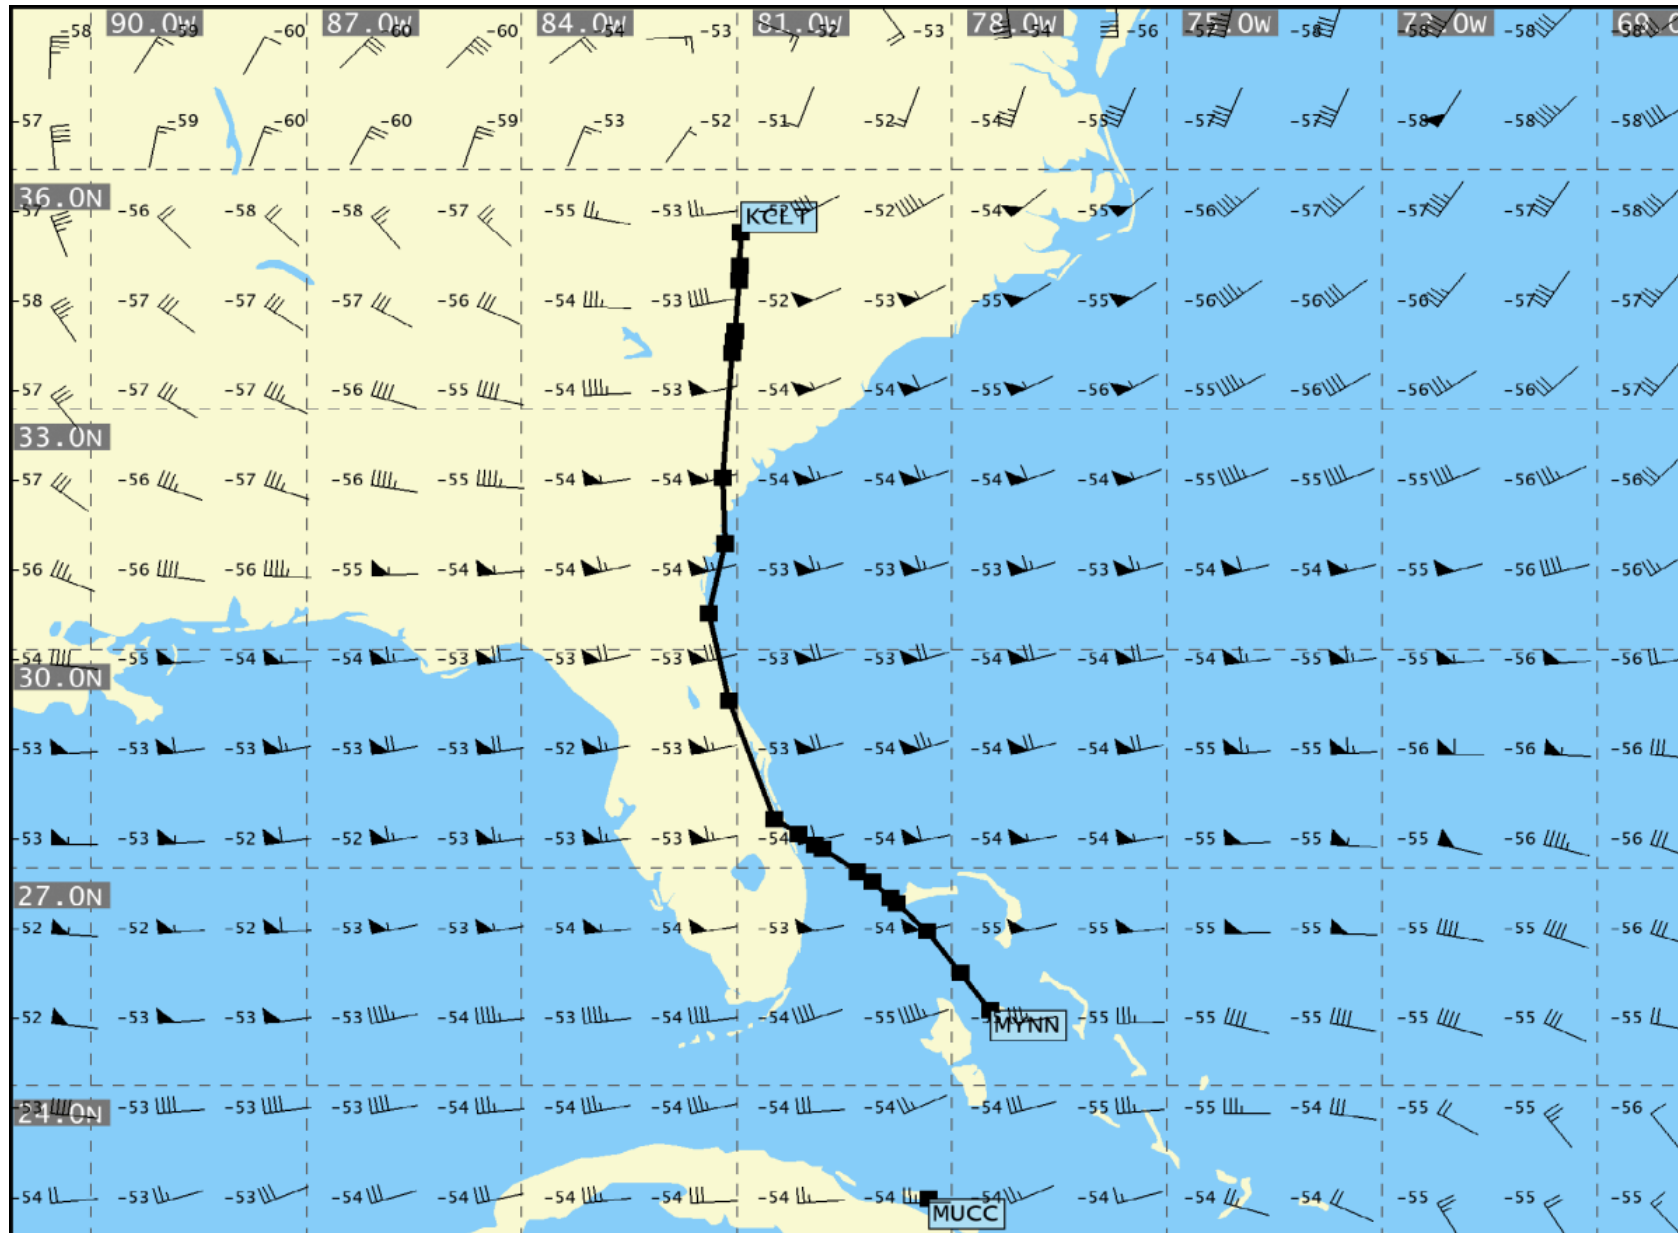 90.0W 87.0W 84.0W 81.0W 78.0W 75.0W 72.0W
-58 -59 -60 -60 -60 -54 -53 -52 -53 -54 -56 -57 -58 -58 -58 -58
-57 -59 -60 -60 -59 -53 -52 -51 -52 -54 -55 -57 -57 -58 -58 -58
36.0N
-57 -56 -58 -58 -57 -55 -53 -52 -52 -54 -55 -56 -57 -57 -57 -58
KCLT
-58 -57 -57 -57 -56 -54 -53 -52 -53 -55 -55 -56 -56 -56 -57 -57
-57 -57 -57 -56 -55 -54 -53 -54 -54 -55 -56 -55 -56 -56 -56 -57
33.0N
-57 -56 -57 -56 -55 -54 -54 -54 -54 -54 -54 -55 -55 -55 -56 -56
-56 -56 -56 -55 -54 -54 -54 -53 -53 -53 -53 -54 -54 -55 -56 -56
-54 -55 -54 -54 -53 -53 -53 -53 -53 -54 -54 -54 -55 -55 -56 -56
30.0N
-53 -53 -53 -53 -53 -52 -53 -53 -54 -54 -54 -55 -55 -56 -56 -56
-53 -53 -52 -52 -53 -53 -53 -54 -54 -54 -54 -55 -55 -55 -56 -56
27.0N
-52 -52 -52 -53 -53 -54 -54 -53 -54 -55 -55 -55 -55 -55 -55 -56
-52 -53 -53 -53 -54 -53 -54 -54 -55 -55 -55 -55 -55 -55 -55
MYNN
-53 -53 -53 -53 -54 -54 -54 -54 -54 -54 -55 -55 -54 -55 -55 -56
24.0N
-54 -53 -53 -54 -54 -54 -54 -54 -54 -54 -54 -54 -54 -55 -55 -55
MUCC